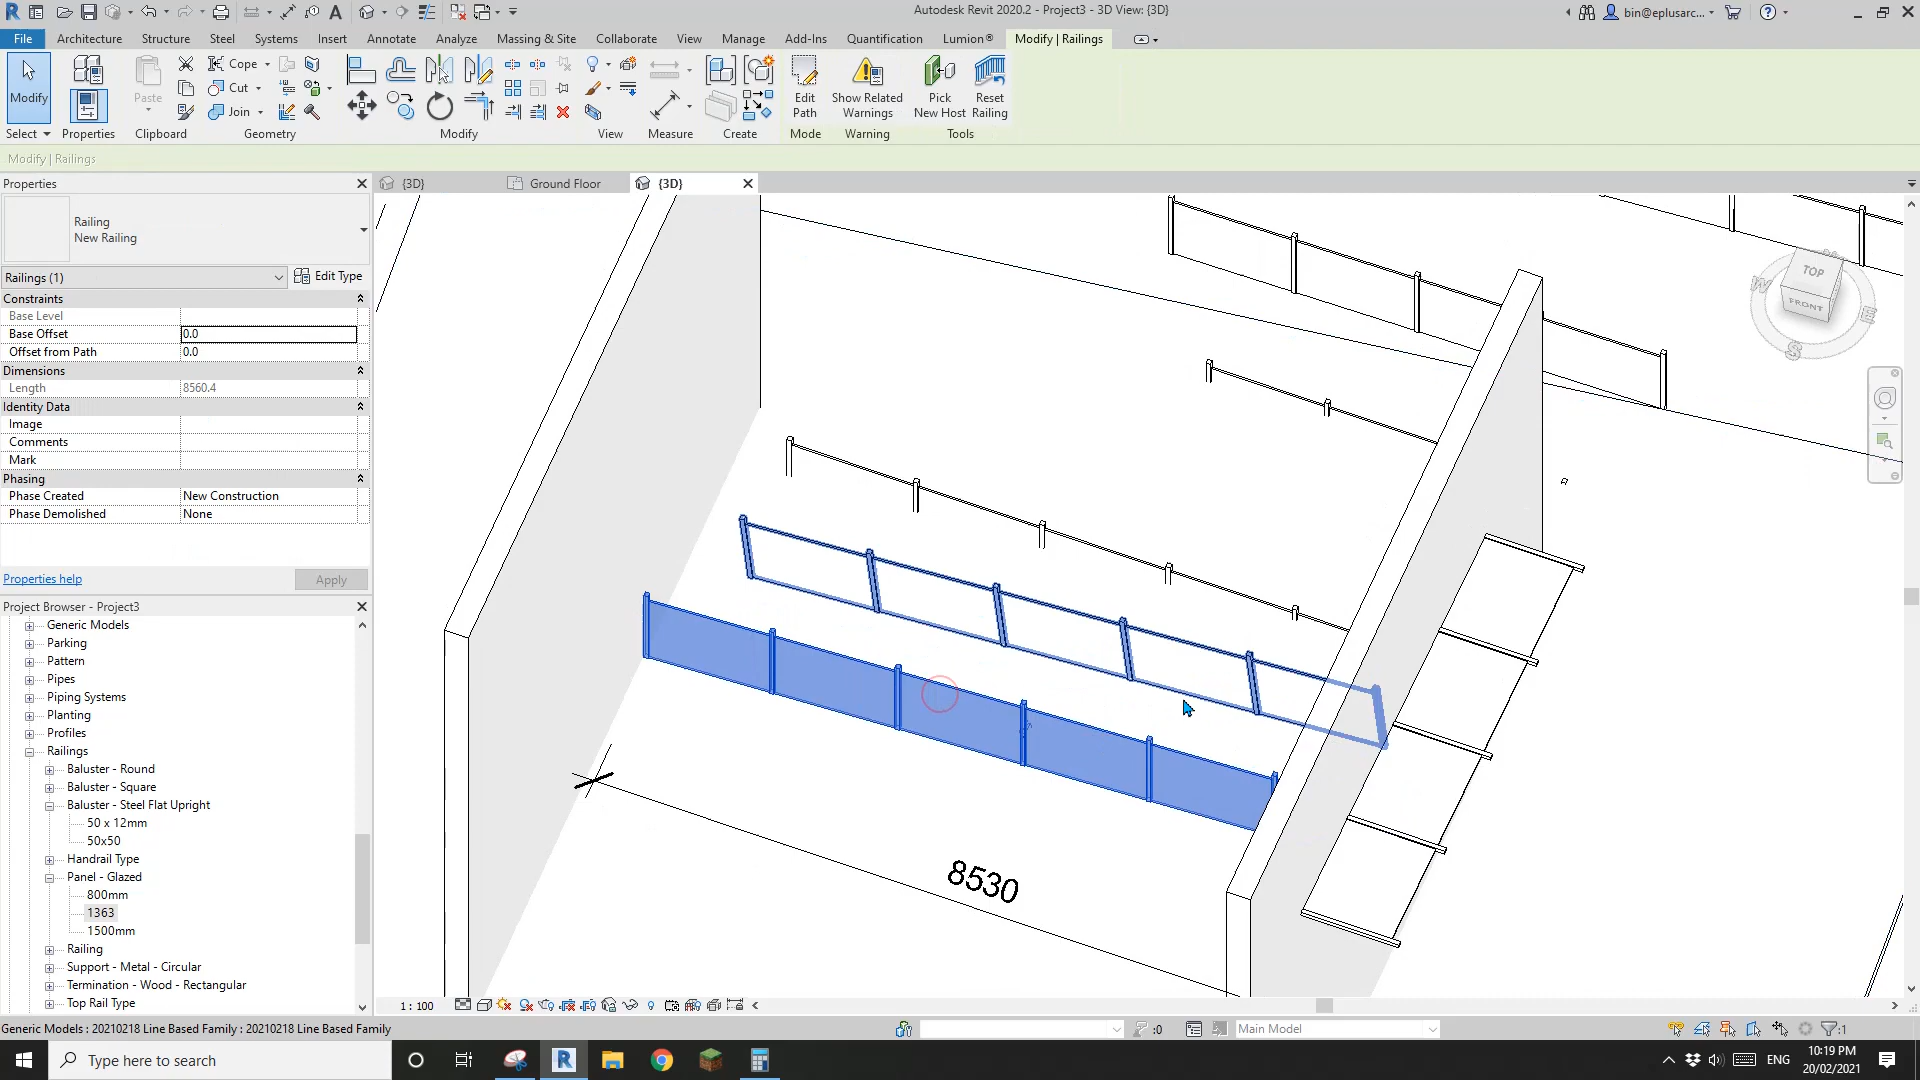 Autodesk Revit 2020.2 - Project3 - 3D View: {3D}
bin@eplusarc...
File
Architecture
Structure
Steel
Systems
Insert
Annotate
Analyze
Massing & Site
Collaborate
View
Manage
Add-Ins
Quantification
Lumion®
Modify | Railings
Modify
Paste
Cope
Cut
Join
Edit Path
Show Related Warnings
Pick New Host
Reset Railing
Select
Properties
Clipboard
Geometry
Modify
View
Measure
Create
Mode
Warning
Tools
Modify | Railings
Properties
{3D}
Ground Floor
{3D}
Railing
New Railing
Railings (1)
Edit Type
Constraints
Base Level
Base Offset 0.0
Offset from Path 0.0
Dimensions
Length 8560.4
Identity Data
Image
Comments
Mark
Phasing
Phase Created New Construction
Phase Demolished None
Properties help
Apply
Project Browser - Project3
Generic Models
Parking
Pattern
Pipes
Piping Systems
Planting
Profiles
Railings
Baluster - Round
Baluster - Square
Baluster - Steel Flat Upright
50 x 12mm
50x50
Handrail Type
Panel - Glazed
800mm
1363
1500mm
Railing
Support - Metal - Circular
Termination - Wood - Rectangular
Top Rail Type
TOP
FRONT
W
E
S
8530
1 : 100
Generic Models : 20210218 Line Based Family : 20210218 Line Based Family
:0
Main Model
:1
Type here to search
ENG
10:19 PM
20/02/2021